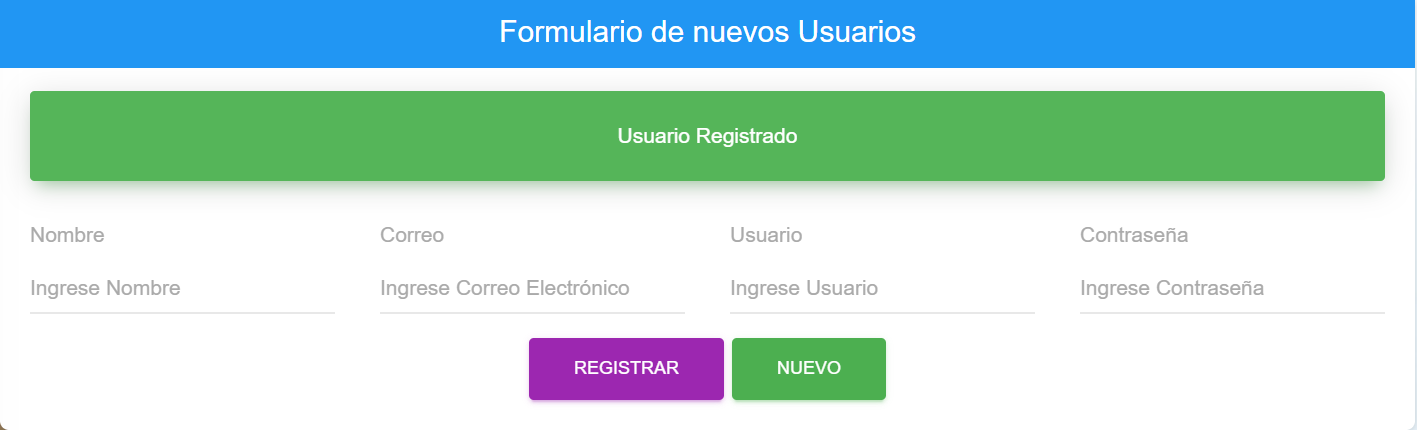 Formulario de nuevos Usuarios
Usuario Registrado
Nombre Correo Usuario Contraseña
Ingrese Nombre Ingrese Correo Electrónico Ingrese Usuario Ingrese Contraseña
REGISTRAR NUEVO